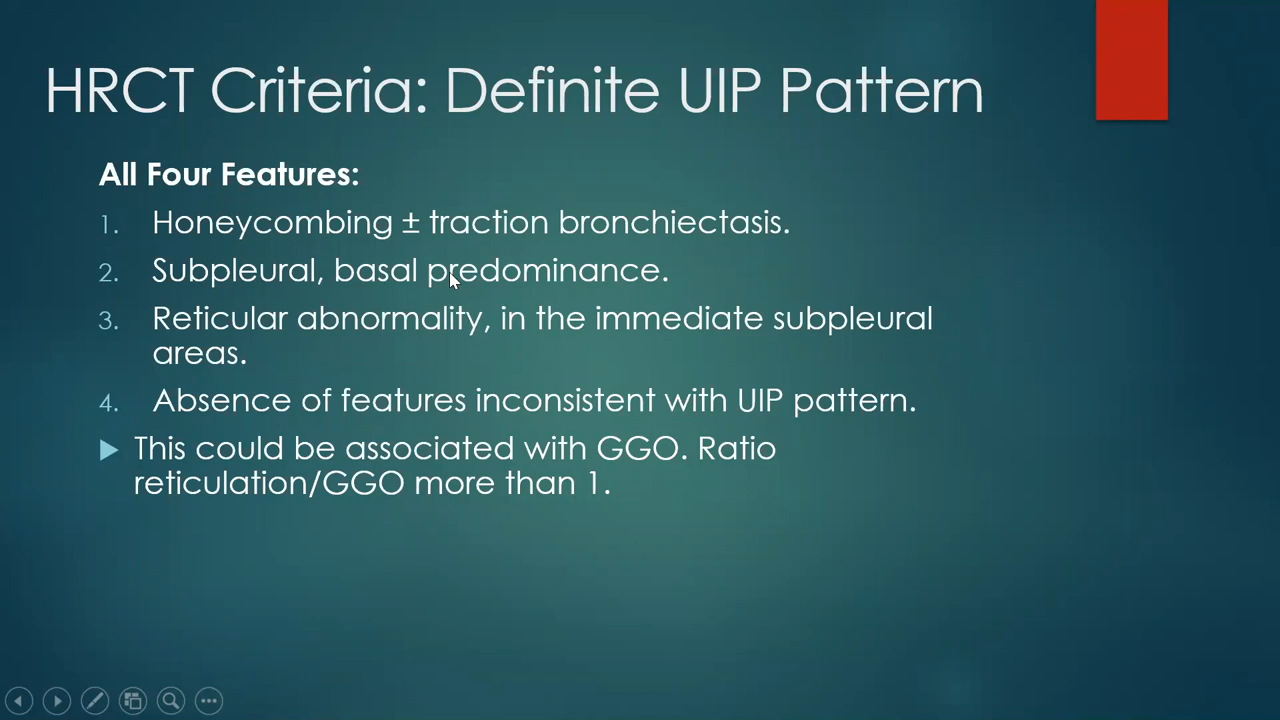 HRCT Criteria: Definite UIP Pattern
All Four Features:
1. Honeycombing ± traction bronchiectasis.
2. Subpleural, basal predominance.
3. Reticular abnormality, in the immediate subpleural
areas.
4. Absence of features inconsistent with UIP pattern.
This could be associated with GGO. Ratio
reticulation/GGO more than 1.